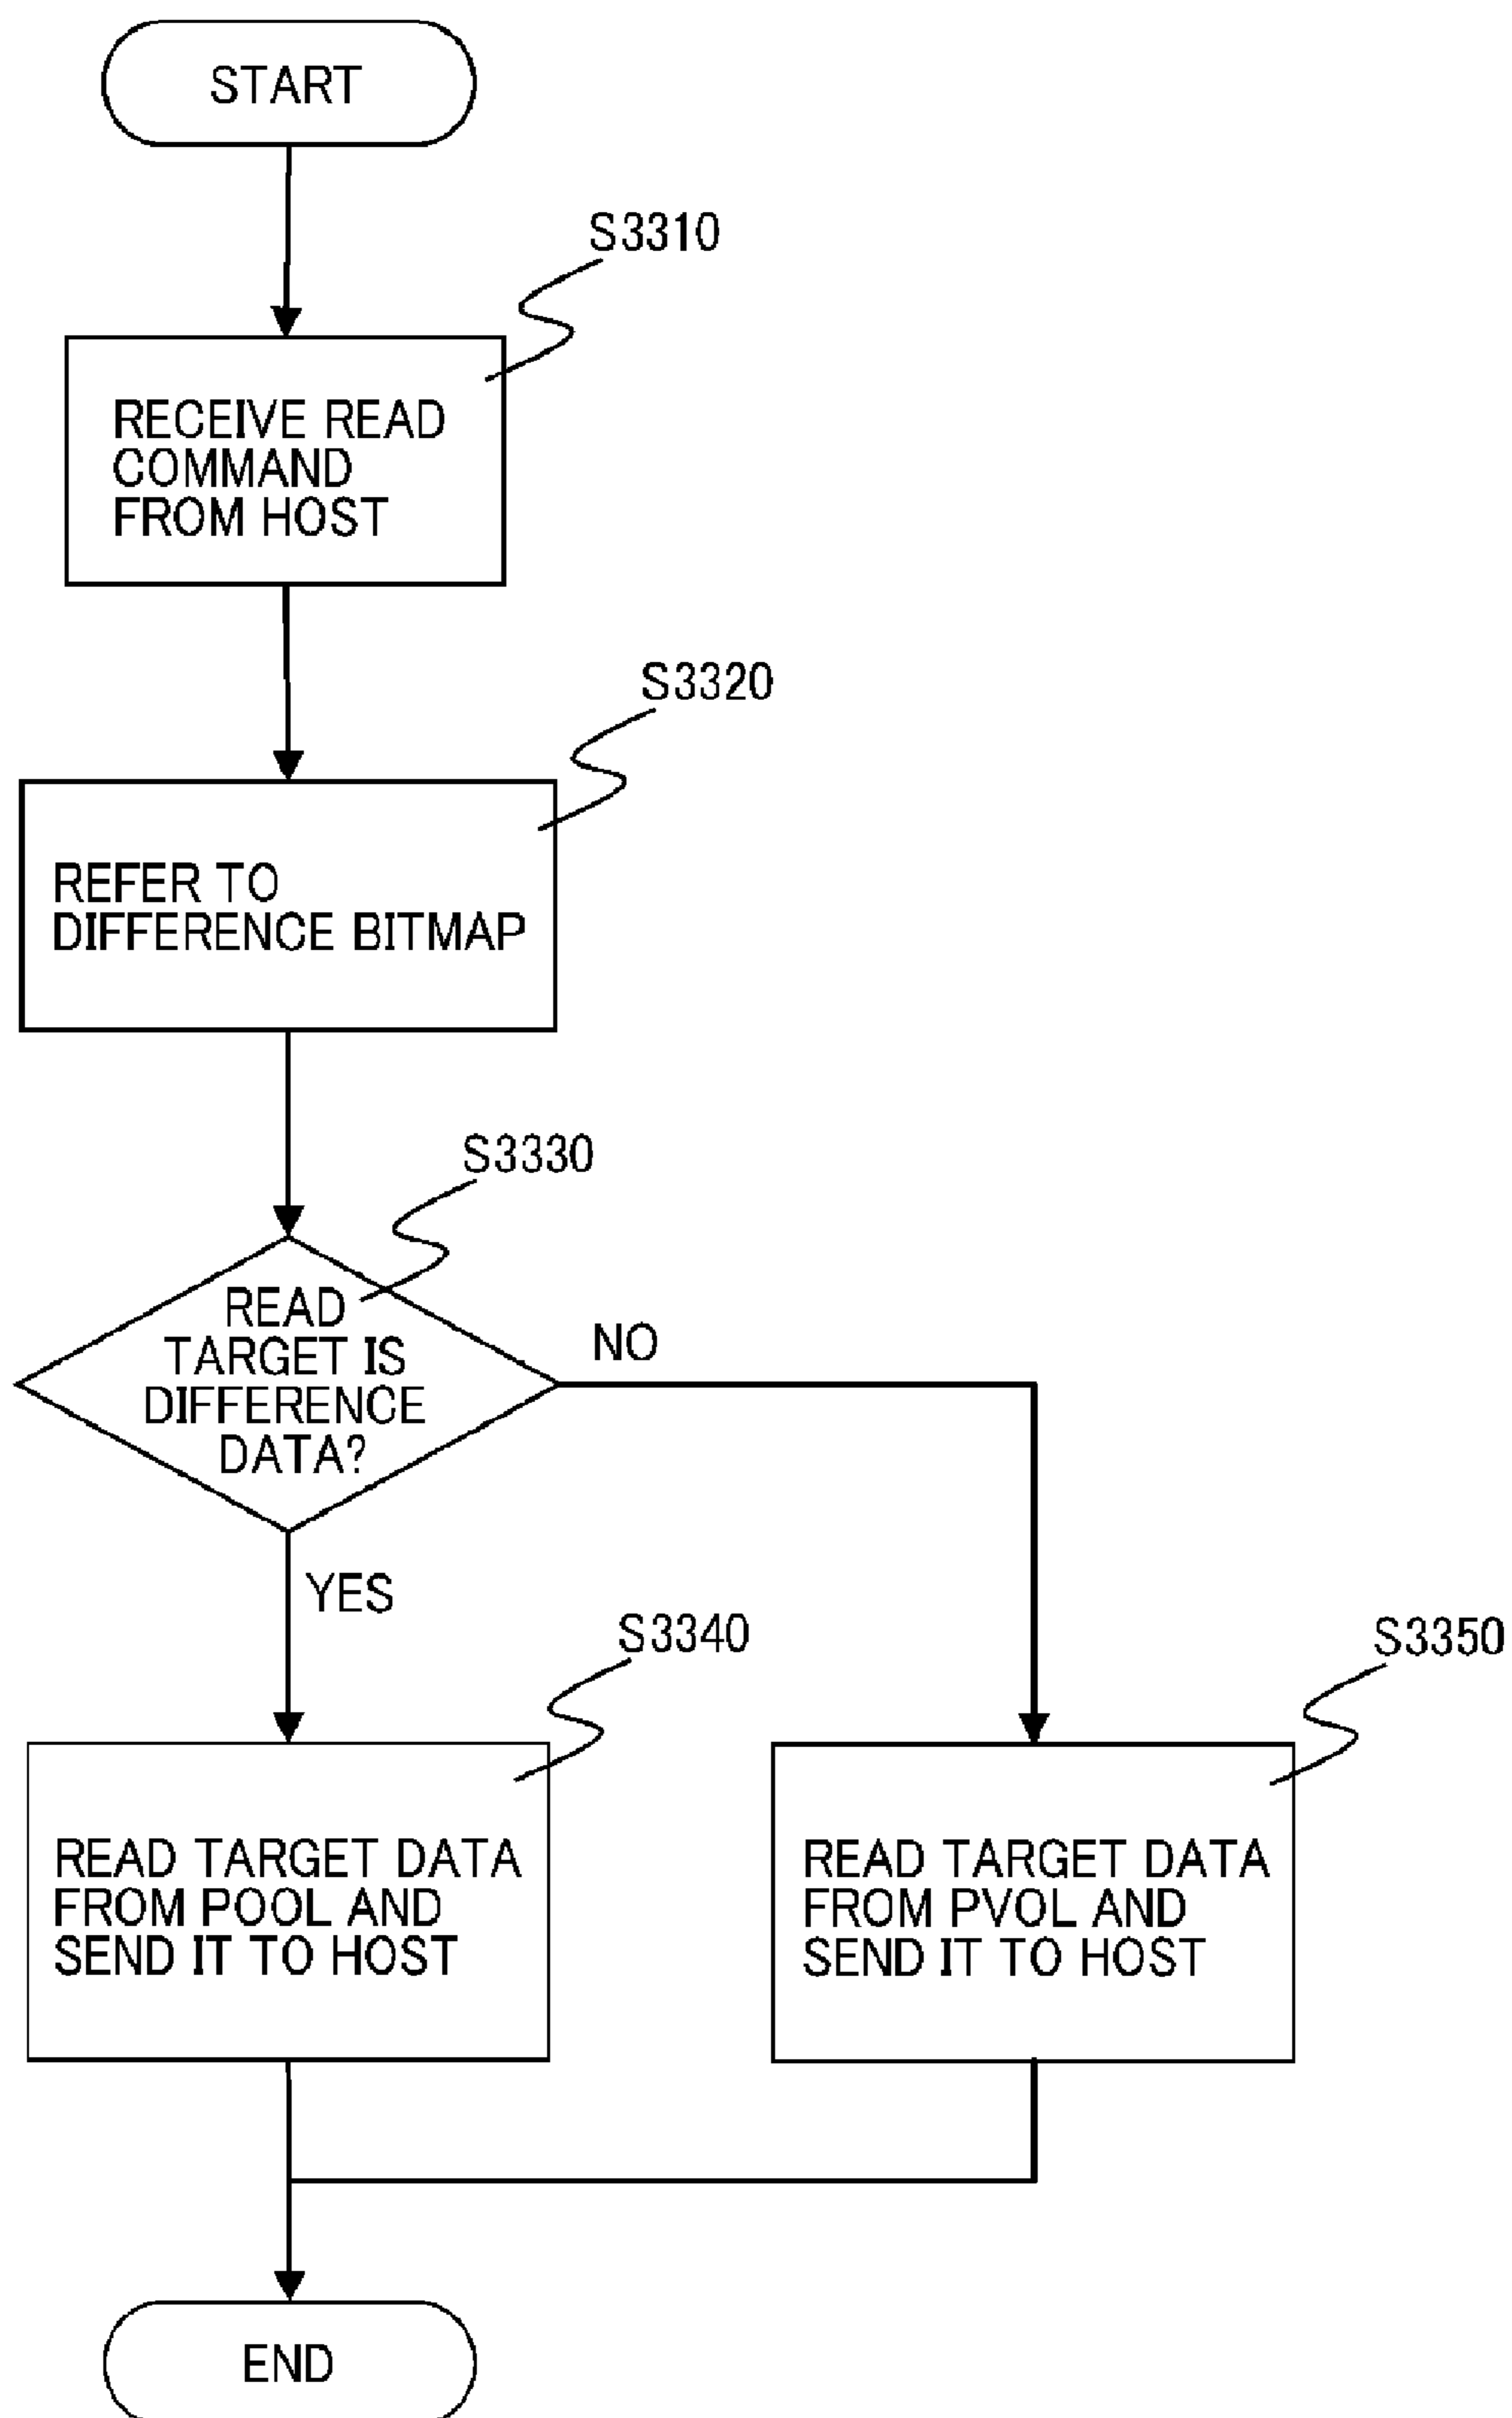 START
S3310
RECEIVE READ
COMMAND
FROM HOST
S3320
REFER TO
DIFFERENCE BITMAP
S3330
READ
TARGET IS
DIFFERENCE
DATA?
NO
YES
S3340
S3350
READ TARGET DATA
FROM POOL AND
SEND IT TO HOST
READ TARGET DATA
FROM PVOL AND
SEND IT TO HOST
END